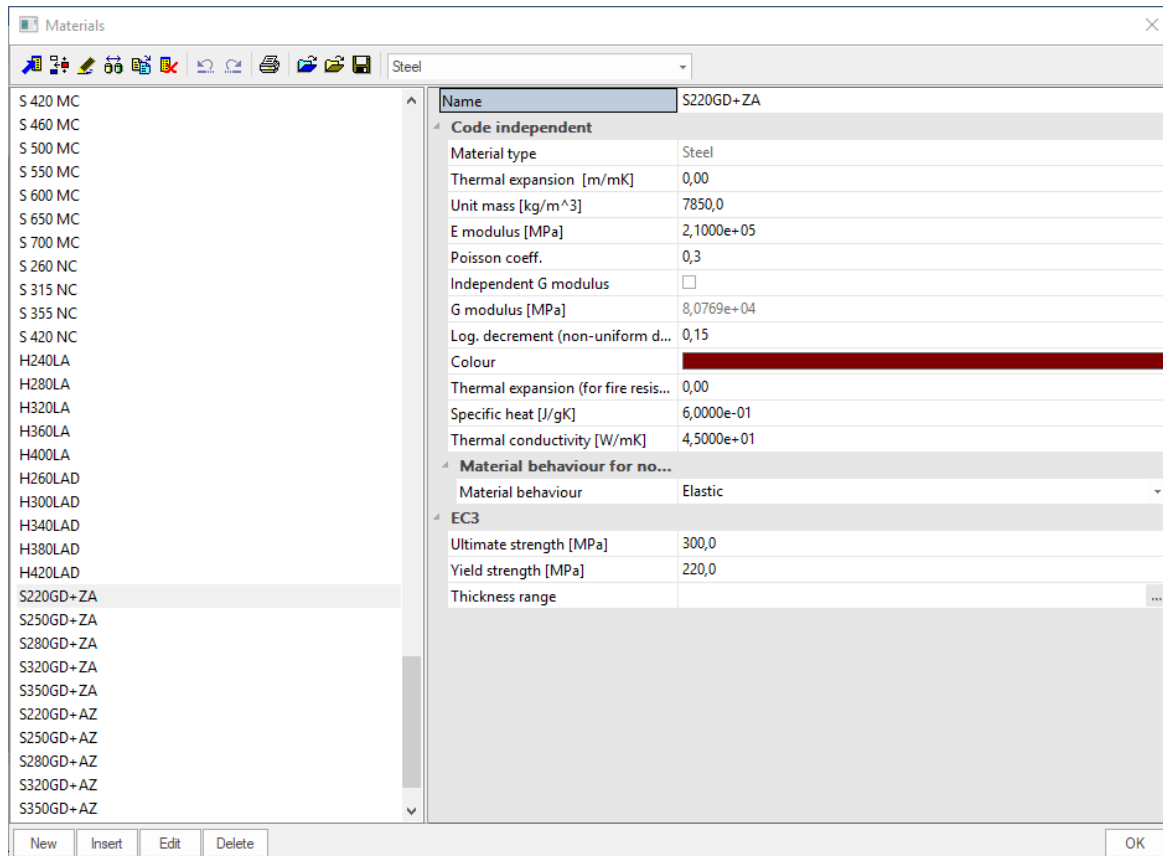 Materials
Steel
S 420 MC
S 460 MC
S 500 MC
S 550 MC
S 600 MC
S 650 MC
S 700 MC
S 260 NC
S 315 NC
S 355 NC
S 420 NC
H240LA
H280LA
H320LA
H360LA
H400LA
H260LAD
H300LAD
H340LAD
H380LAD
H420LAD
S220GD+ZA
S250GD+ZA
S280GD+ZA
S320GD+ZA
S350GD+ZA
S220GD+AZ
S250GD+AZ
S280GD+AZ
S320GD+AZ
S350GD+AZ
Name S220GD+ZA
Code independent
Material type Steel
Thermal expansion [m/mK] 0,00
Unit mass [kg/m^3] 7850,0
E modulus [MPa] 2,1000e+05
Poisson coeff. 0,3
Independent G modulus
G modulus [MPa] 8,0769e+04
Log. decrement (non-uniform d... 0,15
Colour
Thermal expansion (for fire resis... 0,00
Specific heat [J/gK] 6,0000e-01
Thermal conductivity [W/mK] 4,5000e+01
Material behaviour for no...
Material behaviour Elastic
EC3
Ultimate strength [MPa] 300,0
Yield strength [MPa] 220,0
Thickness range ...
New Insert Edit Delete OK